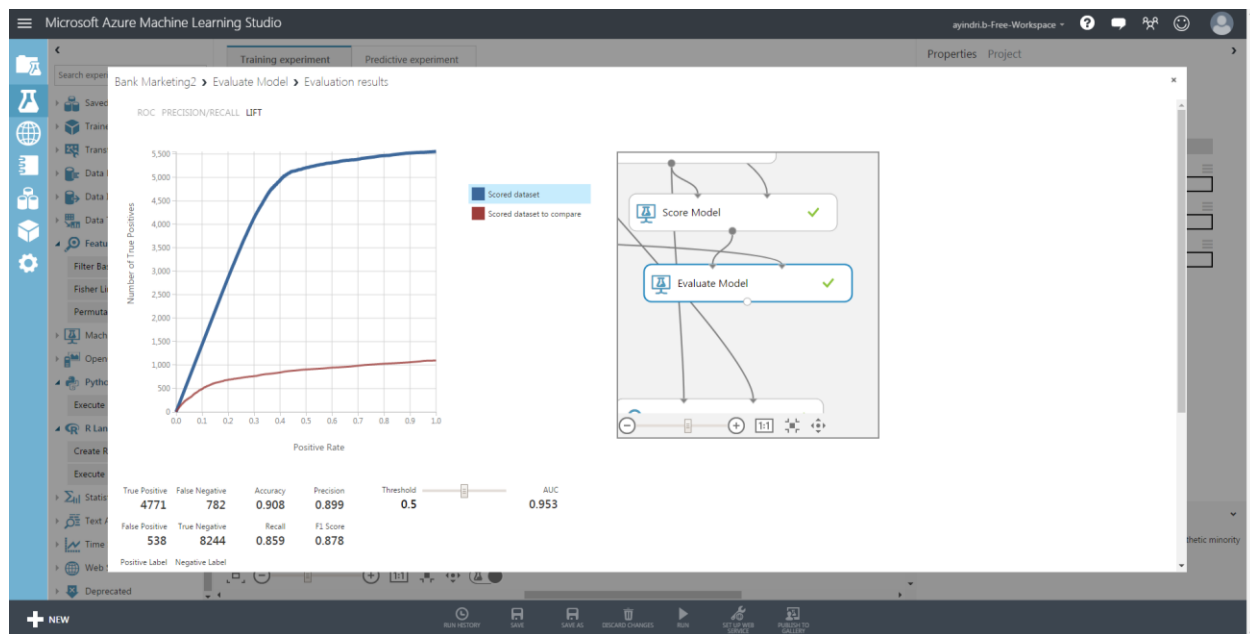 Microsoft Azure Machine Learning Studio
ayindri.b-Free-Workspace
Training experiment Predictive experiment
Properties Project
Search experi
Bank Marketing2 > Evaluate Model > Evaluation results
ROC PRECISION/RECALL LIFT
Saved
Traine
Trans
Data
Data
Data
Featu
Filter Bas
Fisher Li
Permuta
Mach
Open
Pytho
Execute
R Lan
Create R
Execute
Statis
Text A
Time
Web
Deprecated
Number of True Positives
5,500
5,000
4,500
4,000
3,500
3,000
2,500
2,000
1,500
1,000
500
0
0.0 0.1 0.2 0.3 0.4 0.5 0.6 0.7 0.8 0.9 1.0
Positive Rate
Scored dataset
Scored dataset to compare
Score Model
Evaluate Model
1:1
True Positive False Negative Accuracy Precision Threshold AUC
4771 782 0.908 0.899 0.5 0.953
False Positive True Negative Recall F1 Score
538 8244 0.859 0.878
Positive Label Negative Label
thetic minority
1:1
NEW
RUN HISTORY SAVE SAVE AS DISCARD CHANGES RUN SET UP WEB SERVICE PUBLISH TO GALLERY